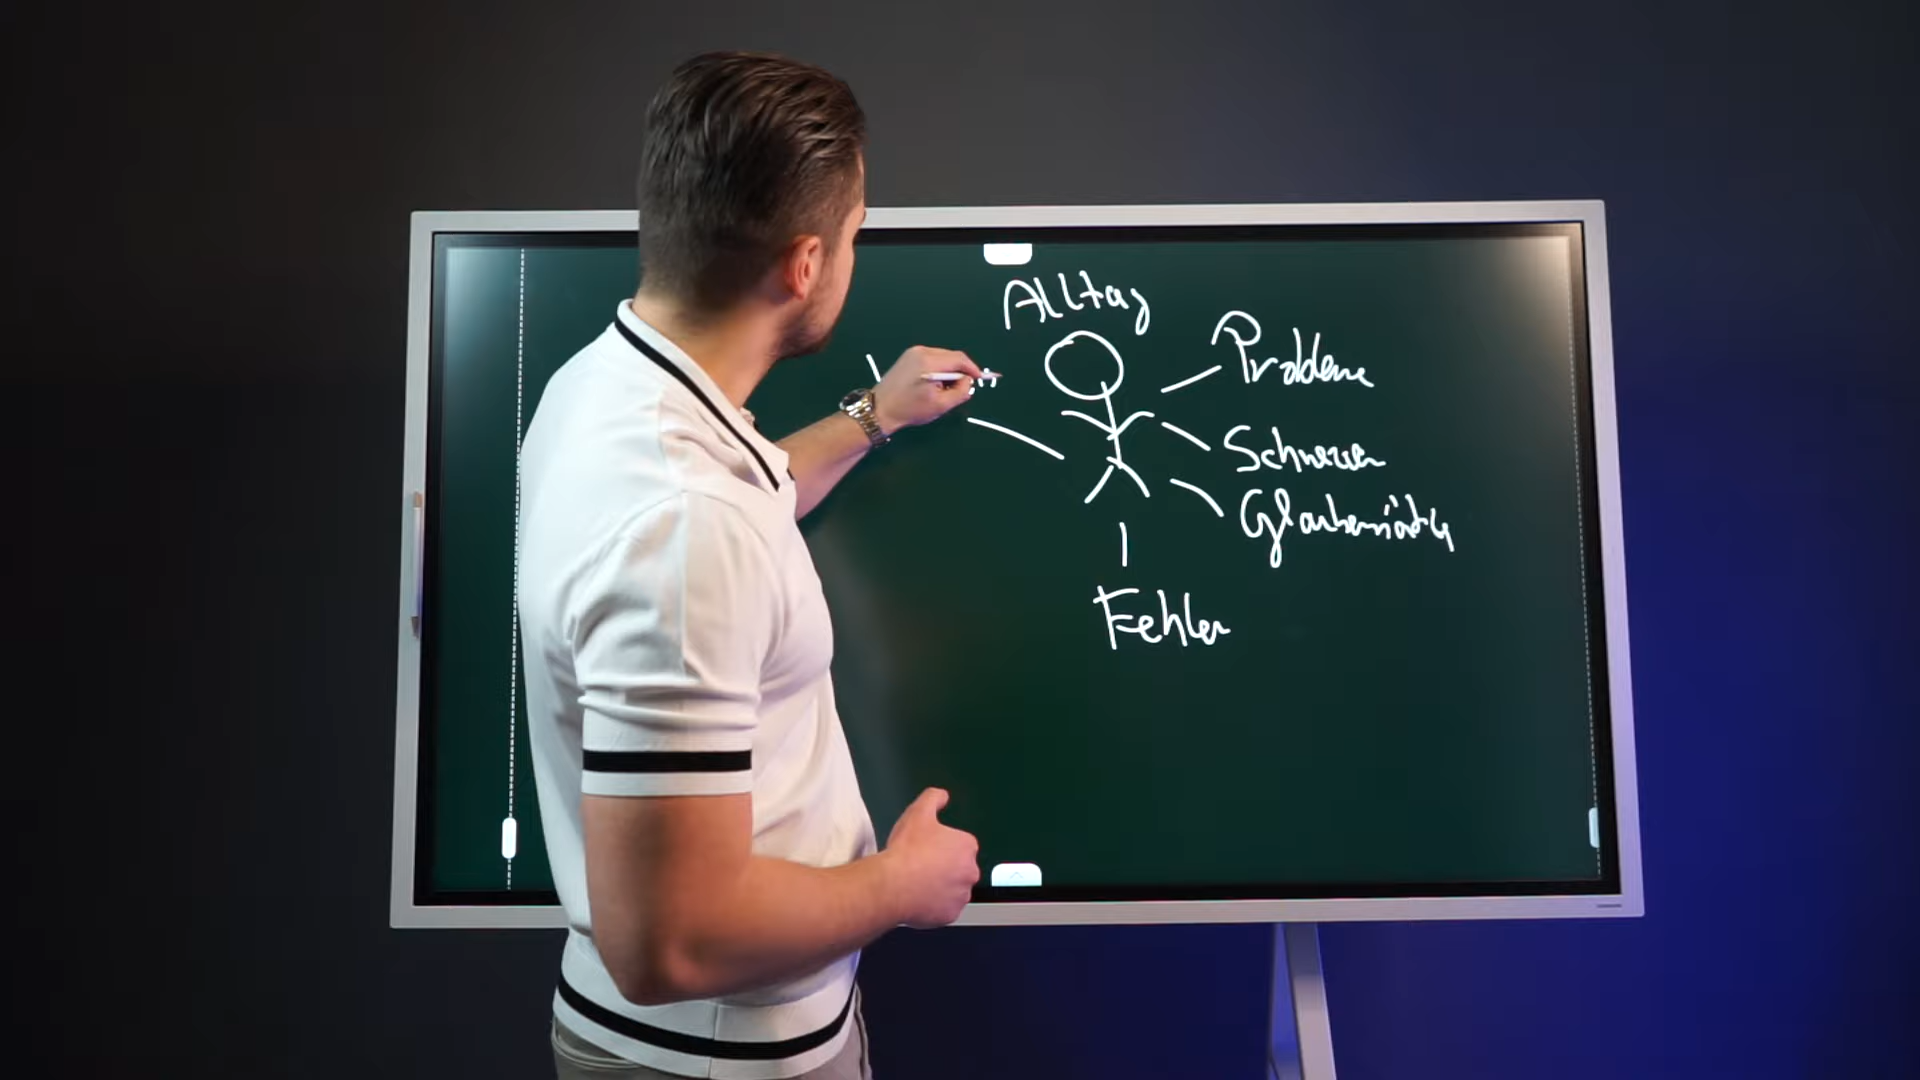 Alltag
Probleme
Schmerzen
Glaubenssätze
Fehler